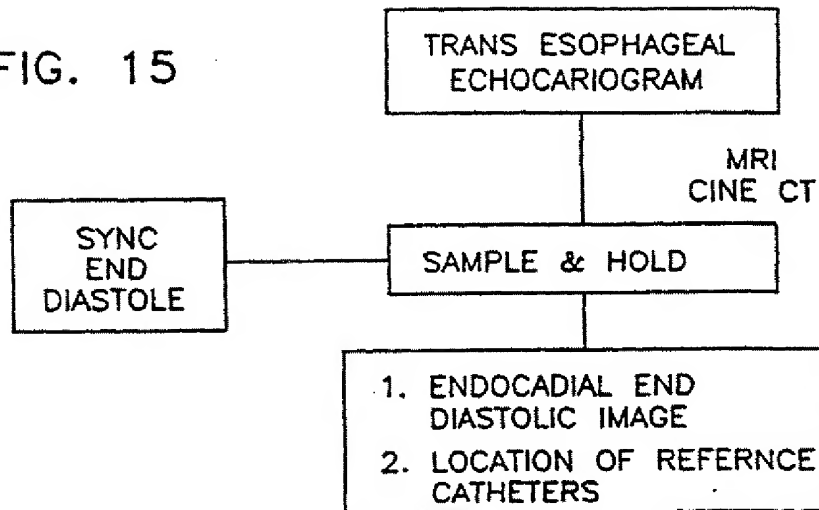 FIG. 15
TRANS ESOPHAGEAL
ECHOCARIOGRAM
MRI
CINE CT
SYNC
END
DIASTOLE
SAMPLE & HOLD
1. ENDOCADIAL END
DIASTOLIC IMAGE
2. LOCATION OF REFERNCE
CATHETERS